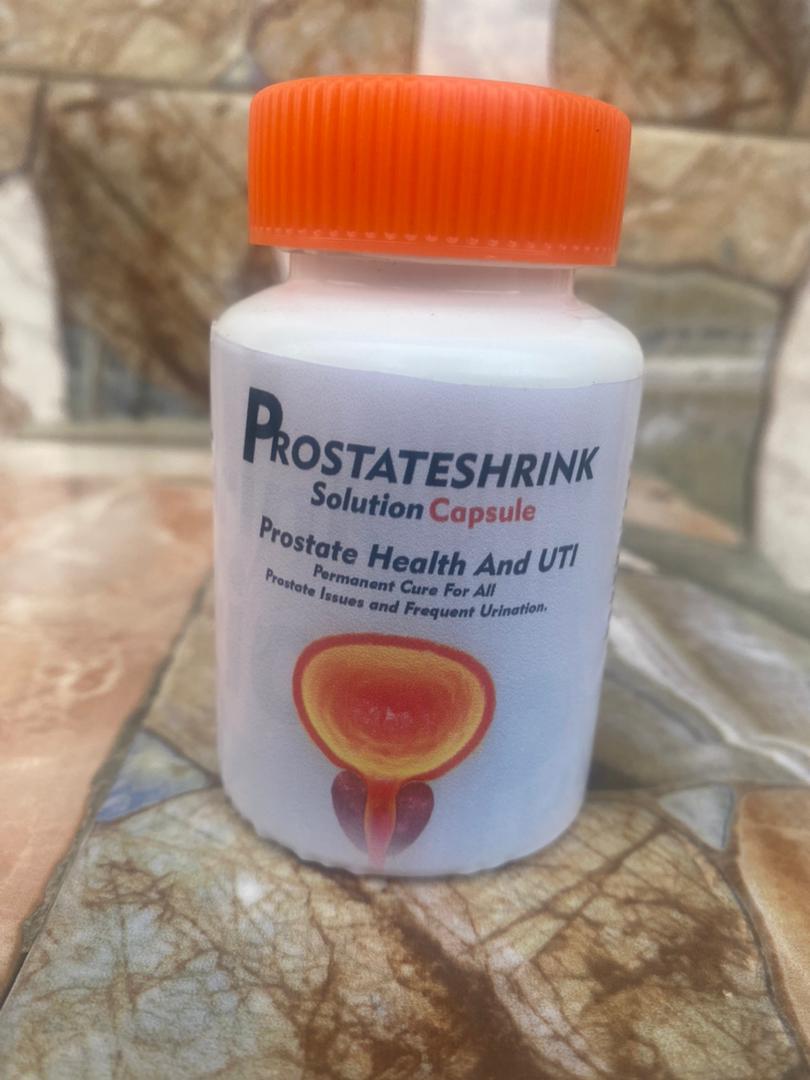 PROSTATESHRINK
Solution Capsule
Prostate Health And UTI
Permanent Cure For All
Prostate Issues and Frequent Urination.